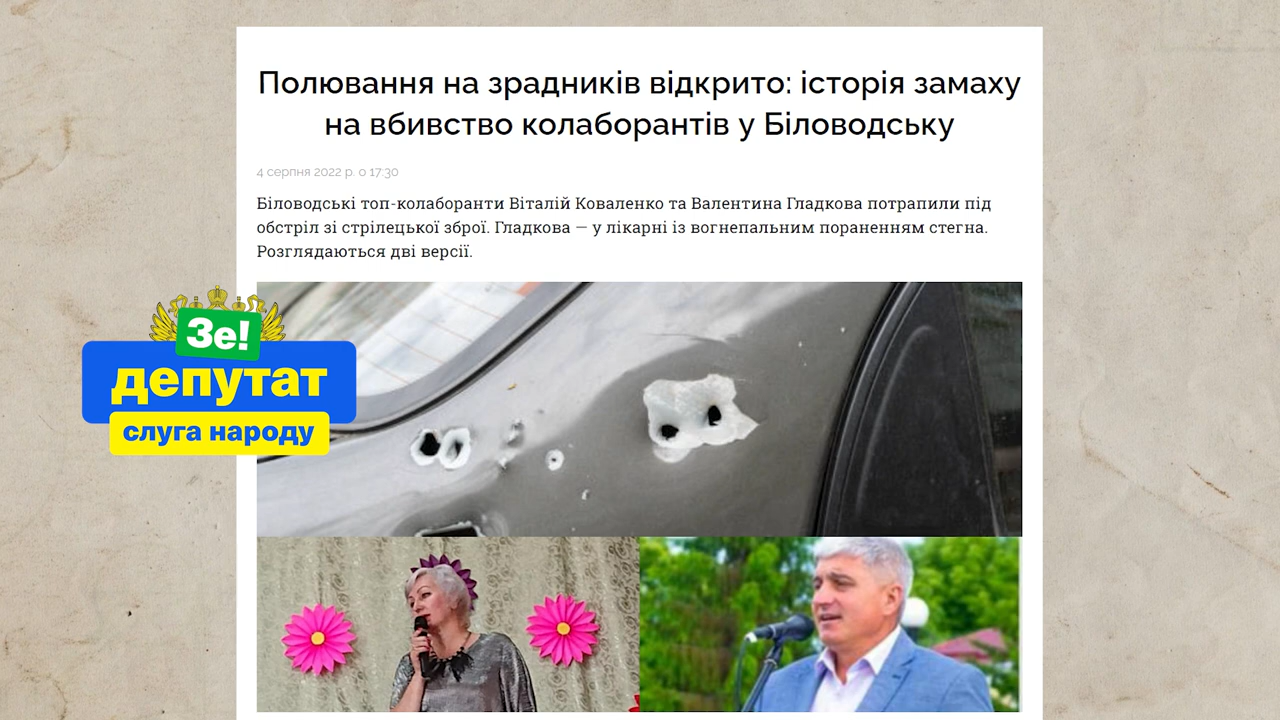 Полювання на зрадників відкрито: історія замаху
на вбивство колаборантів у Біловодську
4 серпня 2022 р. о 17:30
Біловодські топ-колаборанти Віталій Коваленко та Валентина Гладкова потрапили під
обстріл зі стрілецької зброї. Гладкова — у лікарні із вогнепальним пораненням стегна.
Розглядаються дві версії.
Зе!
депутат
слуга народу